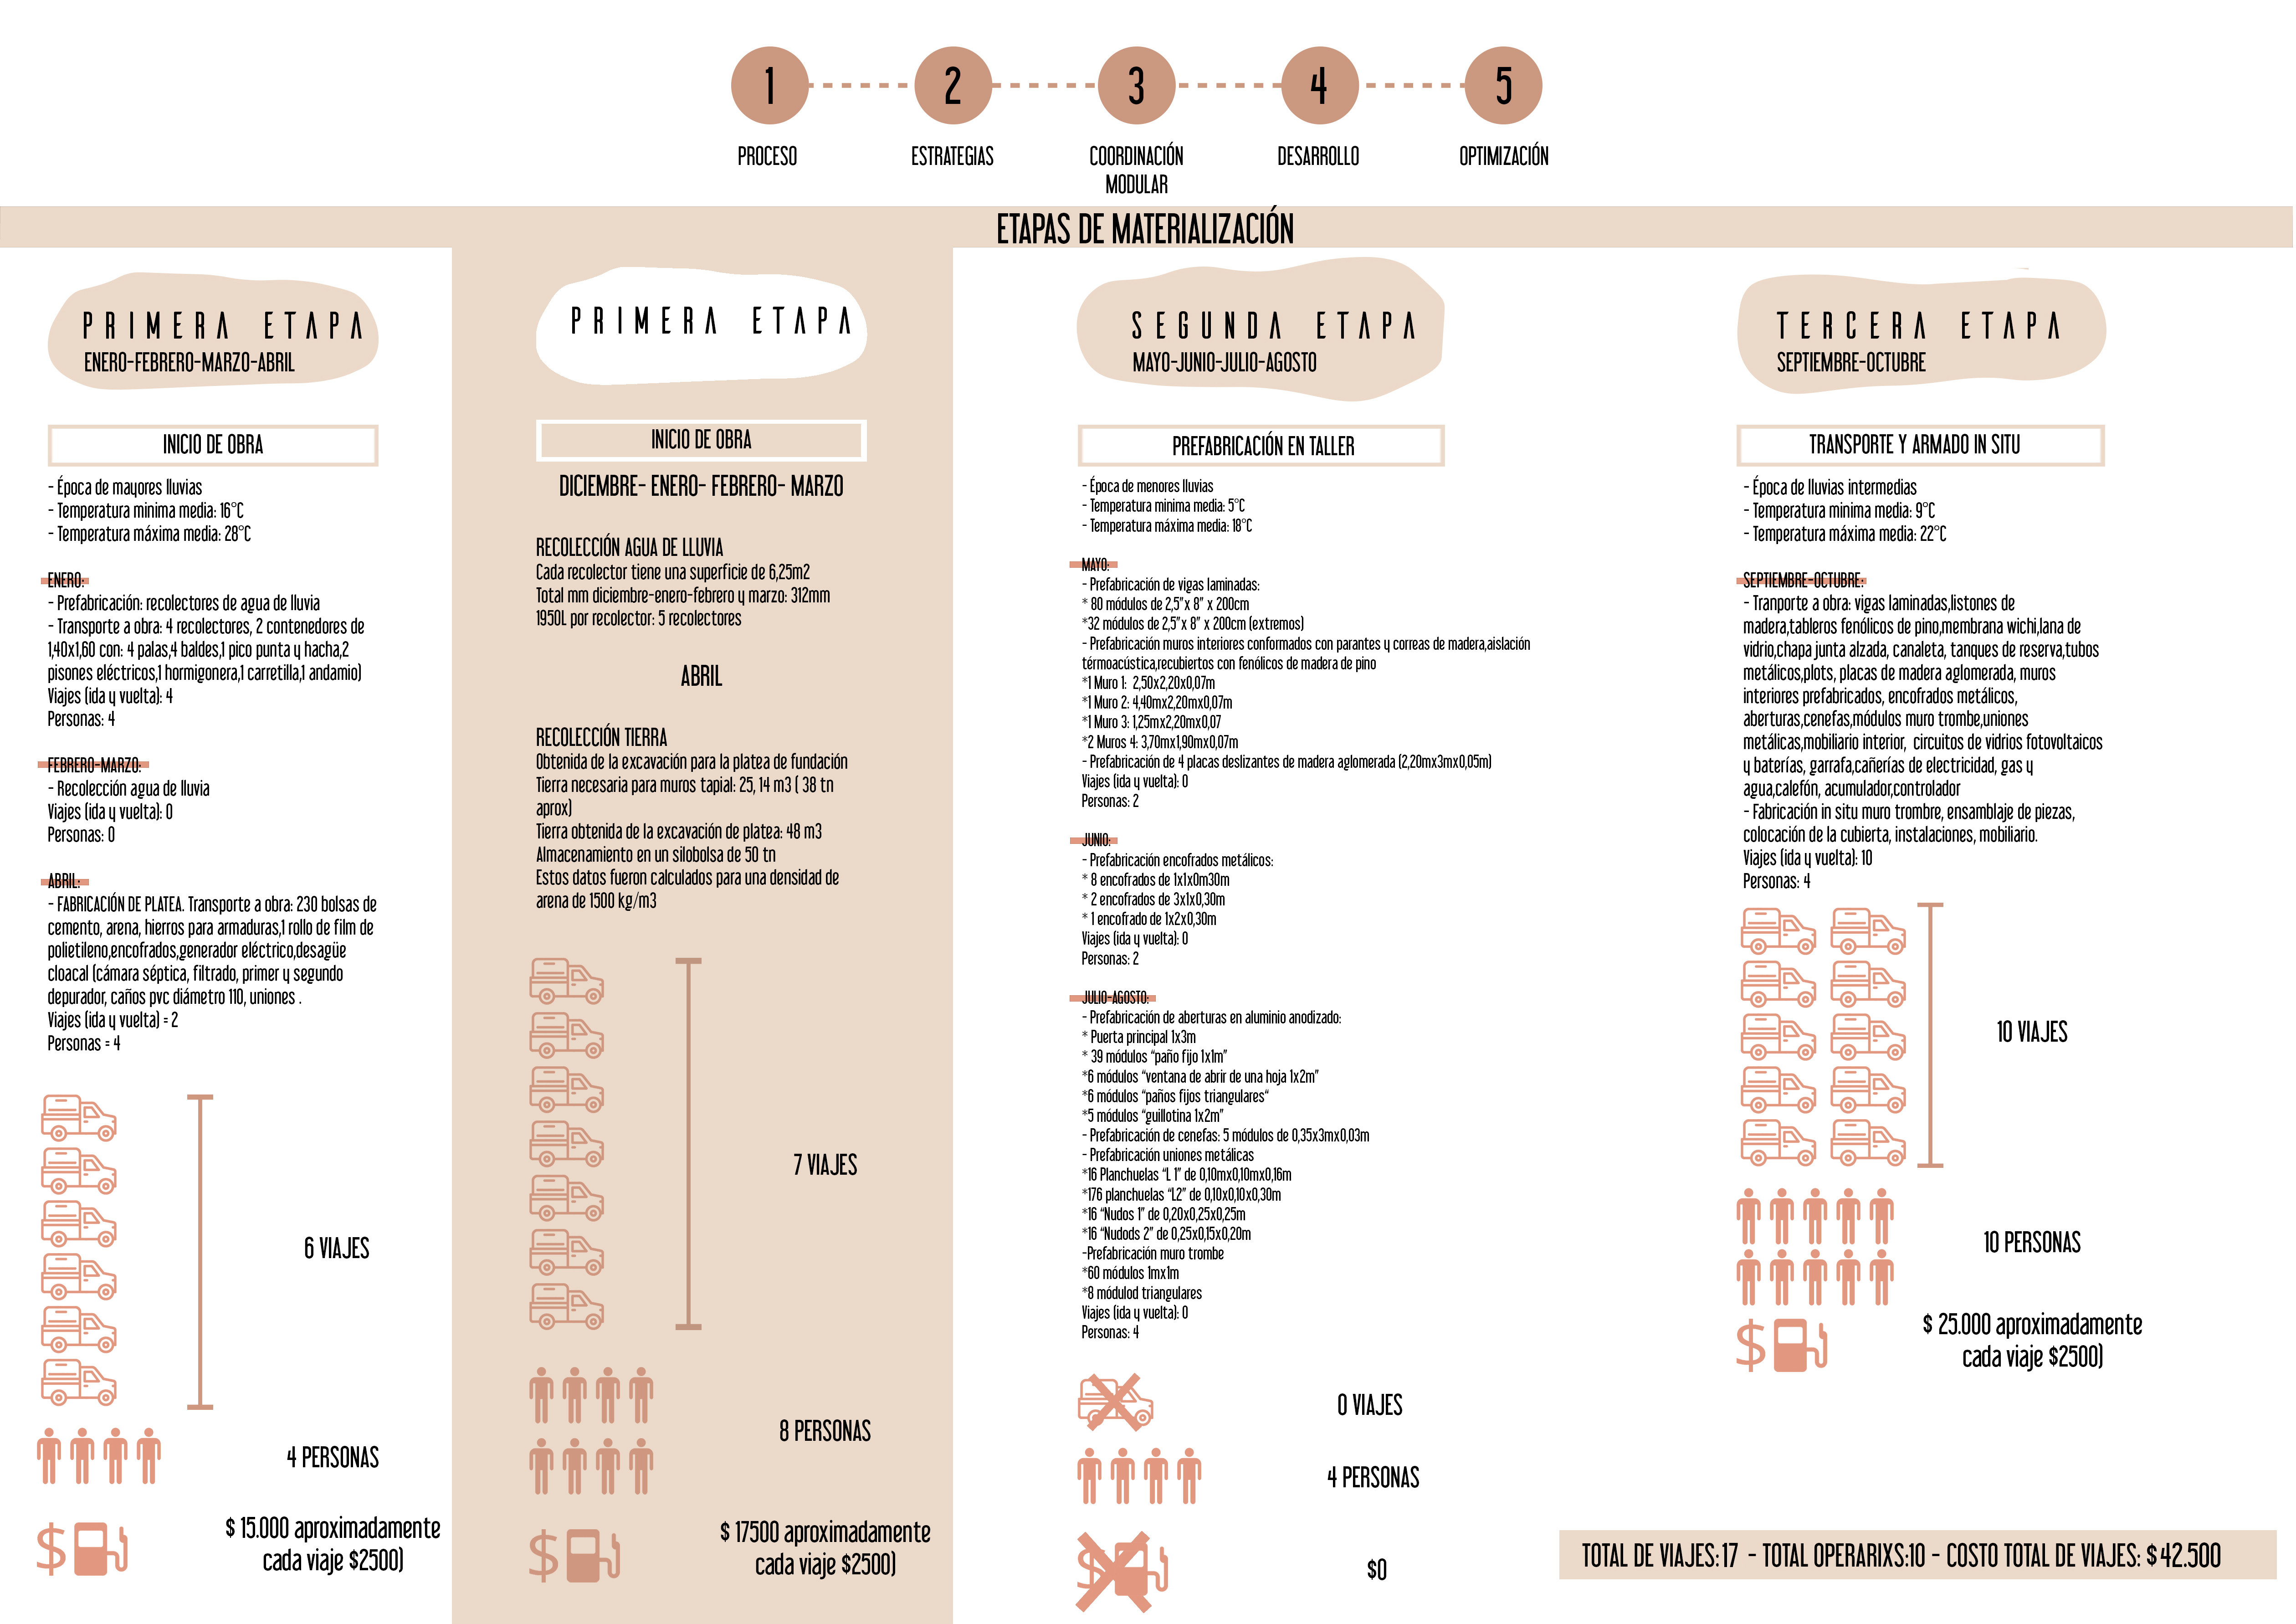 1
2
3
4
5
PROCESO
ESTRATEGIAS
COORDINACIÓN
MODULAR
DESARROLLO
OPTIMIZACIÓN
ETAPAS DE MATERIALIZACIÓN
PRIMERA ETAPA
ENERO-FEBRERO-MARZO-ABRIL
INICIO DE OBRA
- Época de mayores lluvias
- Temperatura minima media: 16°C
- Temperatura máxima media: 28°C
ENERO:
- Prefabricación: recolectores de agua de lluvia
- Transporte a obra: 4 recolectores, 2 contenedores de
1,40x1,60 con: 4 palas,4 baldes,1 pico punta y hacha,2
pisones eléctricos,1 hormigonera,1 carretilla,1 andamio)
Viajes (ida y vuelta): 4
Personas: 4
FEBRERO-MARZO:
- Recolección agua de lluvia
Viajes (ida y vuelta): 0
Personas: 0
ABRIL:
- FABRICACIÓN DE PLATEA. Transporte a obra: 230 bolsas de
cemento, arena, hierros para armaduras,1 rollo de film de
polietileno,encofrados,generador eléctrico,desagüe
cloacal (cámara séptica, filtrado, primer y segundo
depurador, caños pvc diámetro 110, uniones .
Viajes (ida y vuelta) = 2
Personas = 4
6 VIAJES
4 PERSONAS
$ 15.000 aproximadamente
cada viaje $2500)
PRIMERA ETAPA
INICIO DE OBRA
DICIEMBRE- ENERO- FEBRERO- MARZO
RECOLECCIÓN AGUA DE LLUVIA
Cada recolector tiene una superficie de 6,25m2
Total mm diciembre-enero-febrero y marzo: 312mm
1950L por recolector: 5 recolectores
ABRIL
RECOLECCIÓN TIERRA
Obtenida de la excavación para la platea de fundación
Tierra necesaria para muros tapial: 25, 14 m3 ( 38 tn
aprox)
Tierra obtenida de la excavación de platea: 48 m3
Almacenamiento en un silobolsa de 50 tn
Estos datos fueron calculados para una densidad de
arena de 1500 kg/m3
7 VIAJES
8 PERSONAS
$ 17500 aproximadamente
cada viaje $2500)
SEGUNDA ETAPA
MAYO-JUNIO-JULIO-AGOSTO
PREFABRICACIÓN EN TALLER
- Época de menores lluvias
- Temperatura minima media: 5°C
- Temperatura máxima media: 18°C
MAYO:
- Prefabricación de vigas laminadas:
* 80 módulos de 2,5"x 8" x 200cm
*32 módulos de 2,5"x 8" x 200cm (extremos)
- Prefabricación muros interiores conformados con parantes y correas de madera,aislación
térmoacústica,recubiertos con fenólicos de madera de pino
*1 Muro 1: 2,50x2,20x0,07m
*1 Muro 2: 4,40mx2,20mx0,07m
*1 Muro 3: 1,25mx2,20mx0,07
*2 Muros 4: 3,70mx1,90mx0,07m
- Prefabricación de 4 placas deslizantes de madera aglomerada (2,20mx3mx0,05m)
Viajes (ida y vuelta): 0
Personas: 2
JUNIO:
- Prefabricación encofrados metálicos:
* 8 encofrados de 1x1x0m30m
* 2 encofrados de 3x1x0,30m
* 1 encofrado de 1x2x0,30m
Viajes (ida y vuelta): 0
Personas: 2
JULIO-AGOSTO:
- Prefabricación de aberturas en aluminio anodizado:
* Puerta principal 1x3m
* 39 módulos "paño fijo 1x1m"
*6 módulos "ventana de abrir de una hoja 1x2m"
*6 módulos "paños fijos triangulares"
*5 módulos "guillotina 1x2m"
- Prefabricación de cenefas: 5 módulos de 0,35x3mx0,03m
- Prefabricación uniones metálicas
*16 Planchuelas "L 1" de 0,10mx0,10mx0,16m
*176 planchuelas "L2" de 0,10x0,10x0,30m
*16 "Nudos 1" de 0,20x0,25x0,25m
*16 "Nudods 2" de 0,25x0,15x0,20m
-Prefabricación muro trombe
*60 módulos 1mx1m
*8 módulod triangulares
Viajes (ida y vuelta): 0
Personas: 4
0 VIAJES
4 PERSONAS
$0
TERCERA ETAPA
SEPTIEMBRE-OCTUBRE
TRANSPORTE Y ARMADO IN SITU
- Época de lluvias intermedias
- Temperatura minima media: 9°C
- Temperatura máxima media: 22°C
SEPTIEMBRE-OCTUBRE:
- Tranporte a obra: vigas laminadas,listones de
madera,tableros fenólicos de pino,membrana wichi,lana de
vidrio,chapa junta alzada, canaleta, tanques de reserva,tubos
metálicos,plots, placas de madera aglomerada, muros
interiores prefabricados, encofrados metálicos,
aberturas,cenefas,módulos muro trombe,uniones
metálicas,mobiliario interior, circuitos de vidrios fotovoltaicos
y baterías, garrafa,cañerías de electricidad, gas y
agua,calefón, acumulador,controlador
- Fabricación in situ muro trombre, ensamblaje de piezas,
colocación de la cubierta, instalaciones, mobiliario.
Viajes (ida y vuelta): 10
Personas: 4
10 VIAJES
10 PERSONAS
$ 25.000 aproximadamente
cada viaje $2500)
TOTAL DE VIAJES: 17 - TOTAL OPERARIXS:10 - COSTO TOTAL DE VIAJES: $ 42.500